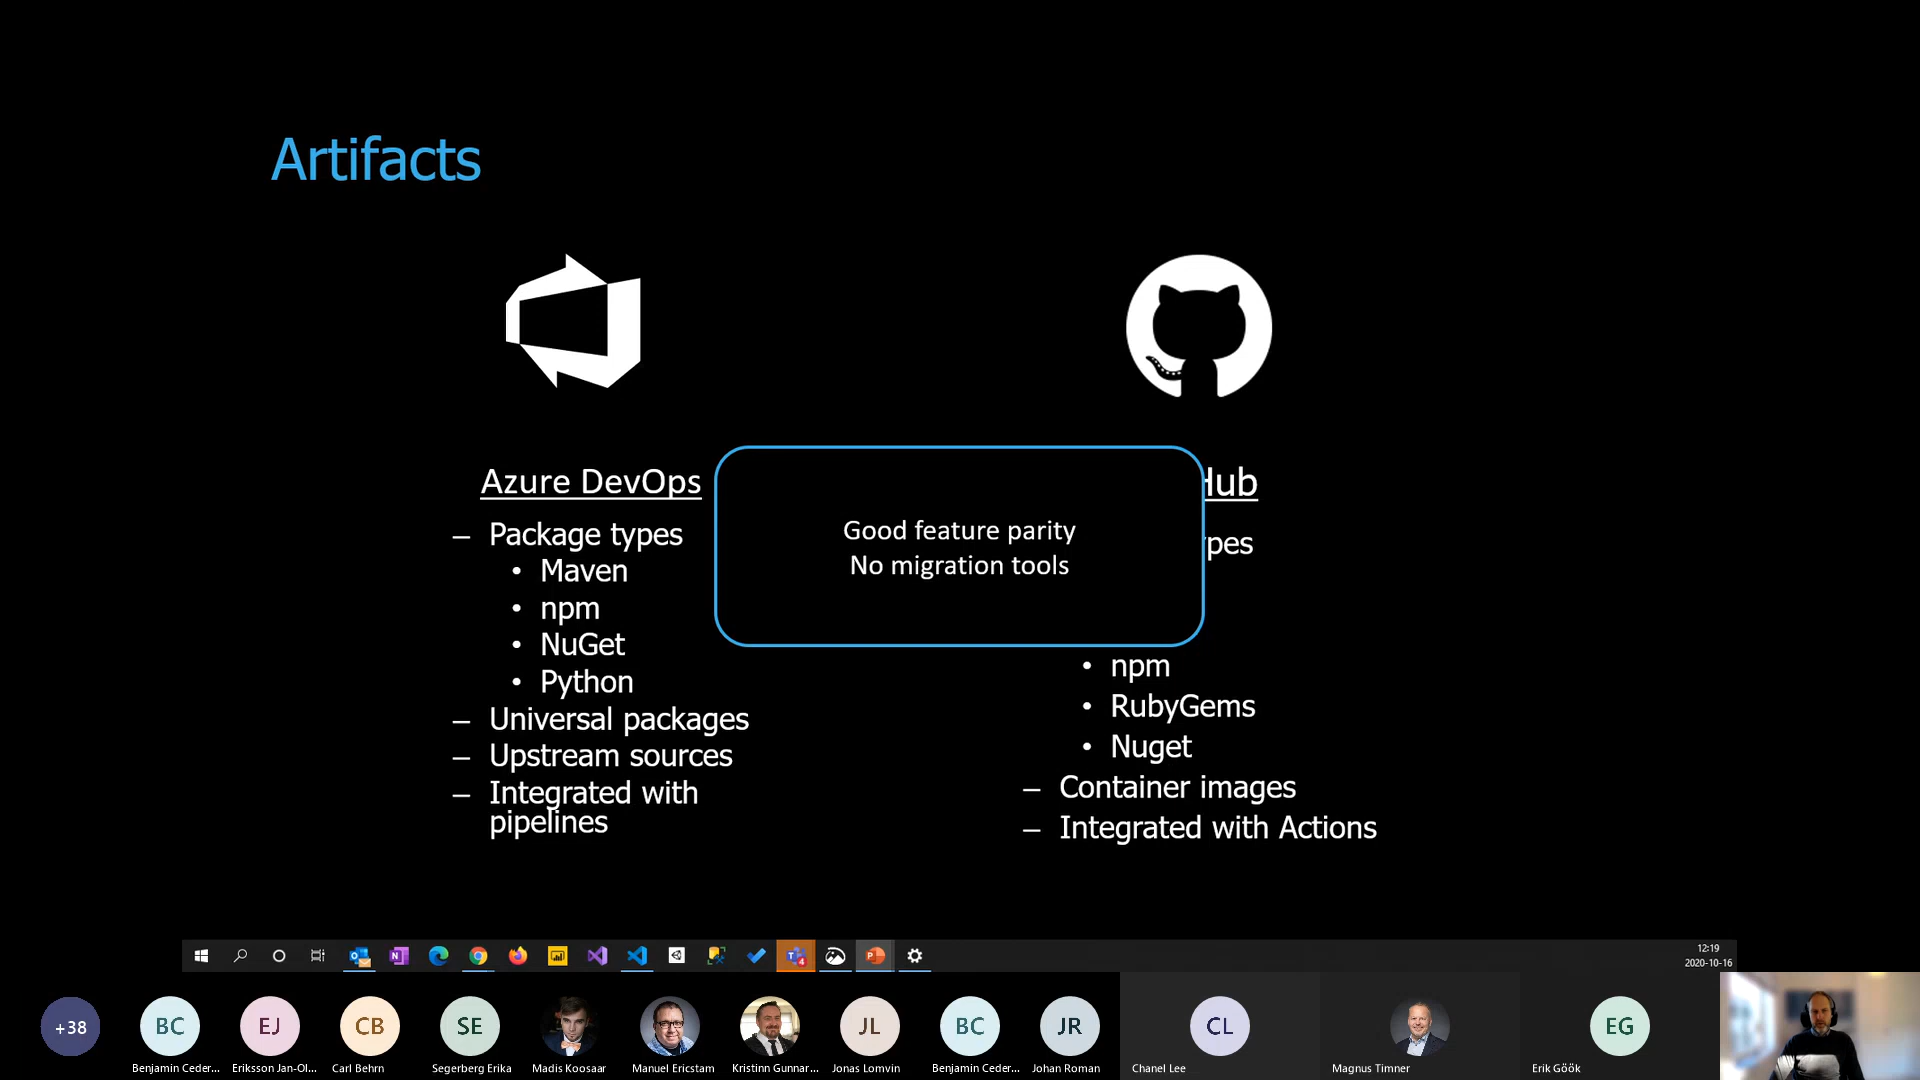 Artifacts
Azure DevOps
– Package types
• Maven
• npm
• NuGet
• Python
– Universal packages
– Upstream sources
– Integrated with
pipelines
Good feature parity
No migration tools
Hub
ypes
• npm
• RubyGems
• Nuget
– Container images
– Integrated with Actions
12:19
2020-10-16
+38
BC
EJ
CB
SE
JL
BC
JR
CL
EG
Benjamin Ceder...
Eriksson Jan-Ol...
Carl Behrn
Segerberg Erika
Madis Koosaar
Manuel Ericstam
Kristinn Gunnar...
Jonas Lomvin
Benjamin Ceder...
Johan Roman
Chanel Lee
Magnus Timner
Erik Göök